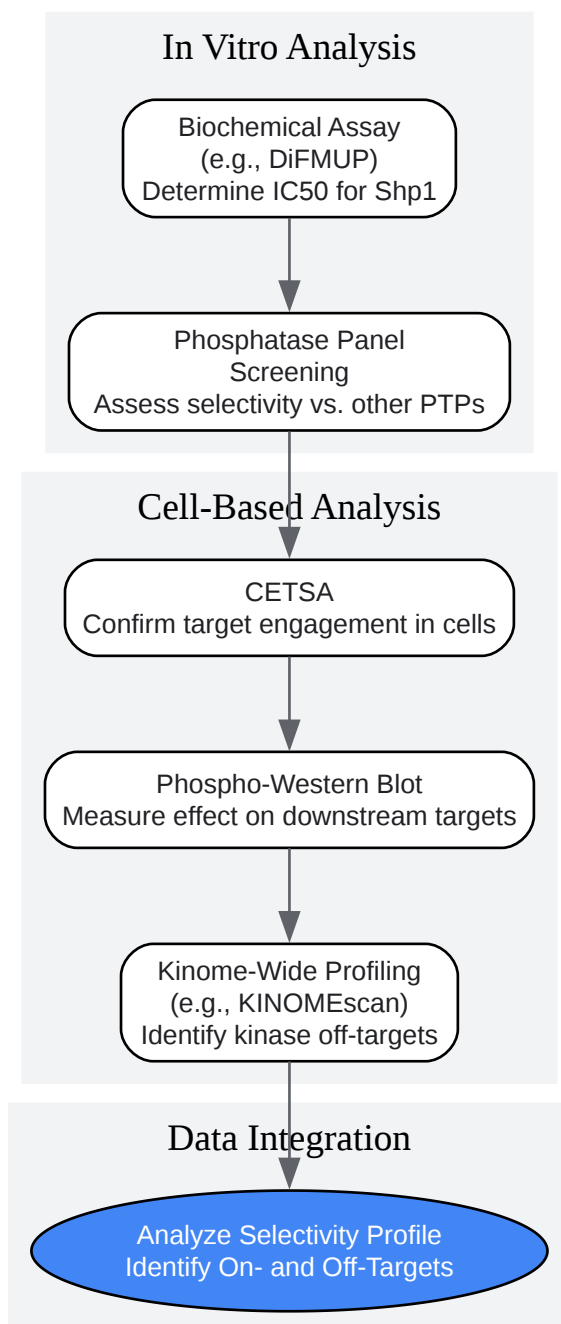 In Vitro Analysis
Biochemical Assay
(e.g., DiFMUP)
Determine IC50 for Shp1
Phosphatase Panel
Screening
Assess selectivity vs. other PTPs
Cell-Based Analysis
CETSA
Confirm target engagement in cells
Phospho-Western Blot
Measure effect on downstream targets
Kinome-Wide Profiling
(e.g., KINOMEscan)
Identify kinase off-targets
Data Integration
Analyze Selectivity Profile
Identify On- and Off-Targets